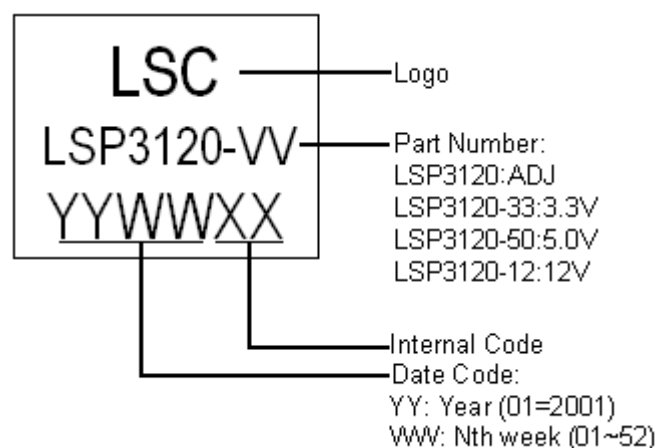 LSC
Logo
LSP3120-VV
Part Number:
LSP3120:ADJ
LSP3120-33:3.3V
LSP3120-50:5.0V
LSP3120-12:12V
YYWWXX
Internal Code
Date Code:
YY: Year (01=2001)
WW: Nth week (01~52)